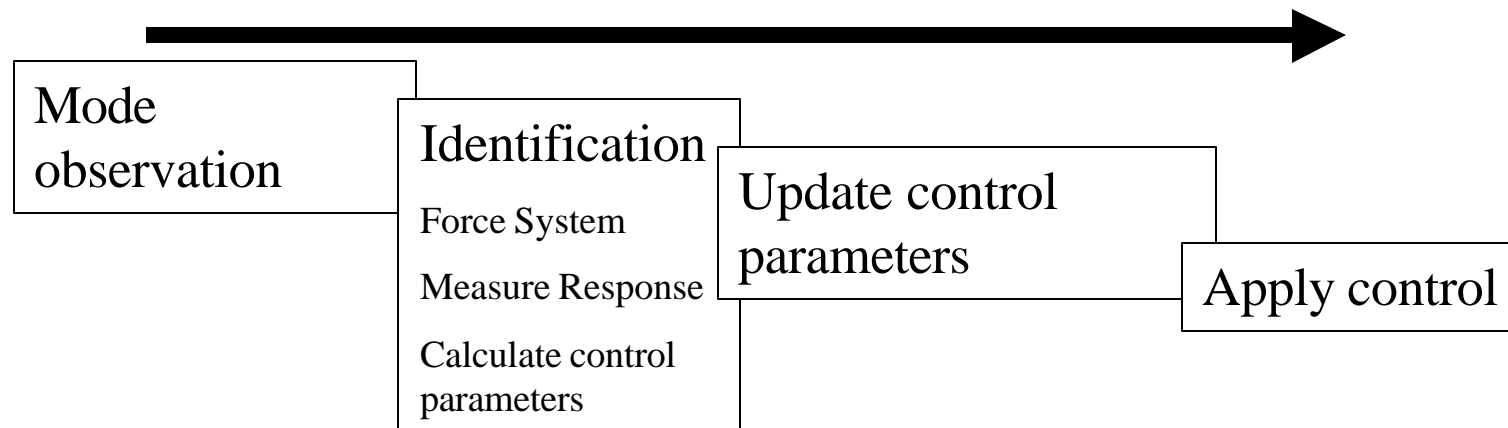 Mode
observation
Identification
Force System
Measure Response
Calculate control
parameters
Update control
parameters
Apply control